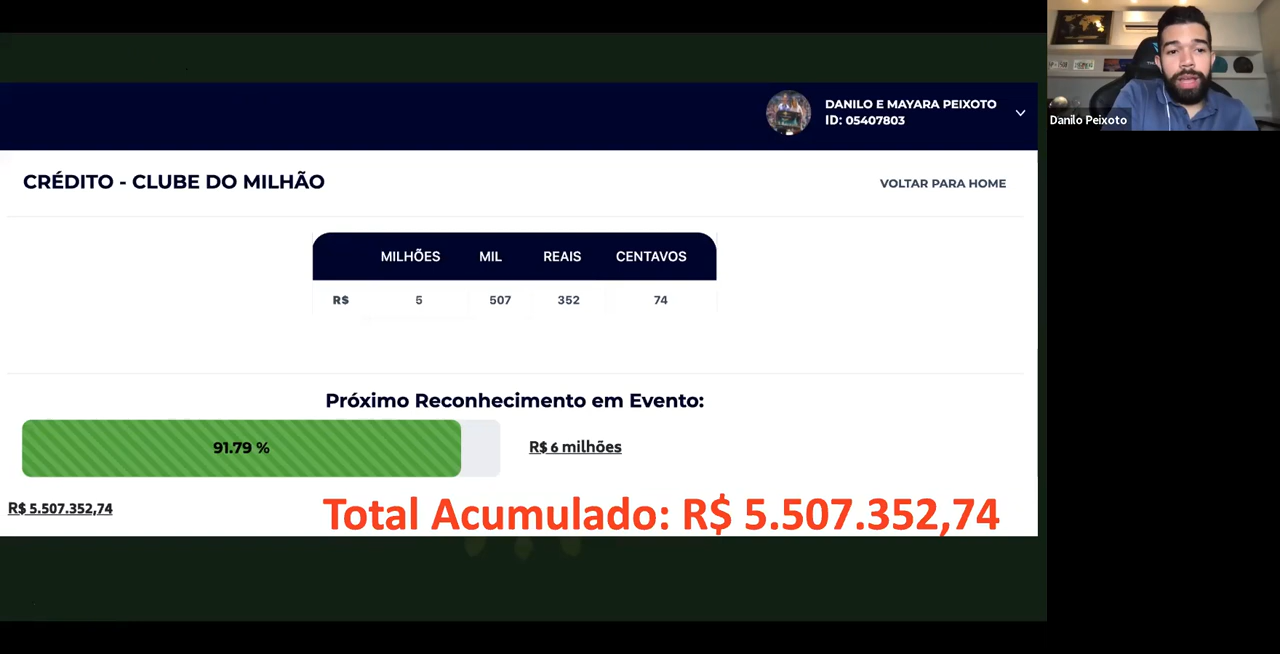 DANILO E MAYARA PEIXOTO
ID: 05407803
Danilo Peixoto
CRÉDITO - CLUBE DO MILHÃO
VOLTAR PARA HOME
MILHÕES MIL REAIS CENTAVOS
R$ 5 507 352 74
Próximo Reconhecimento em Evento:
91.79 %
R$ 6 milhões
R$ 5.507.352,74
Total Acumulado: R$ 5.507.352,74